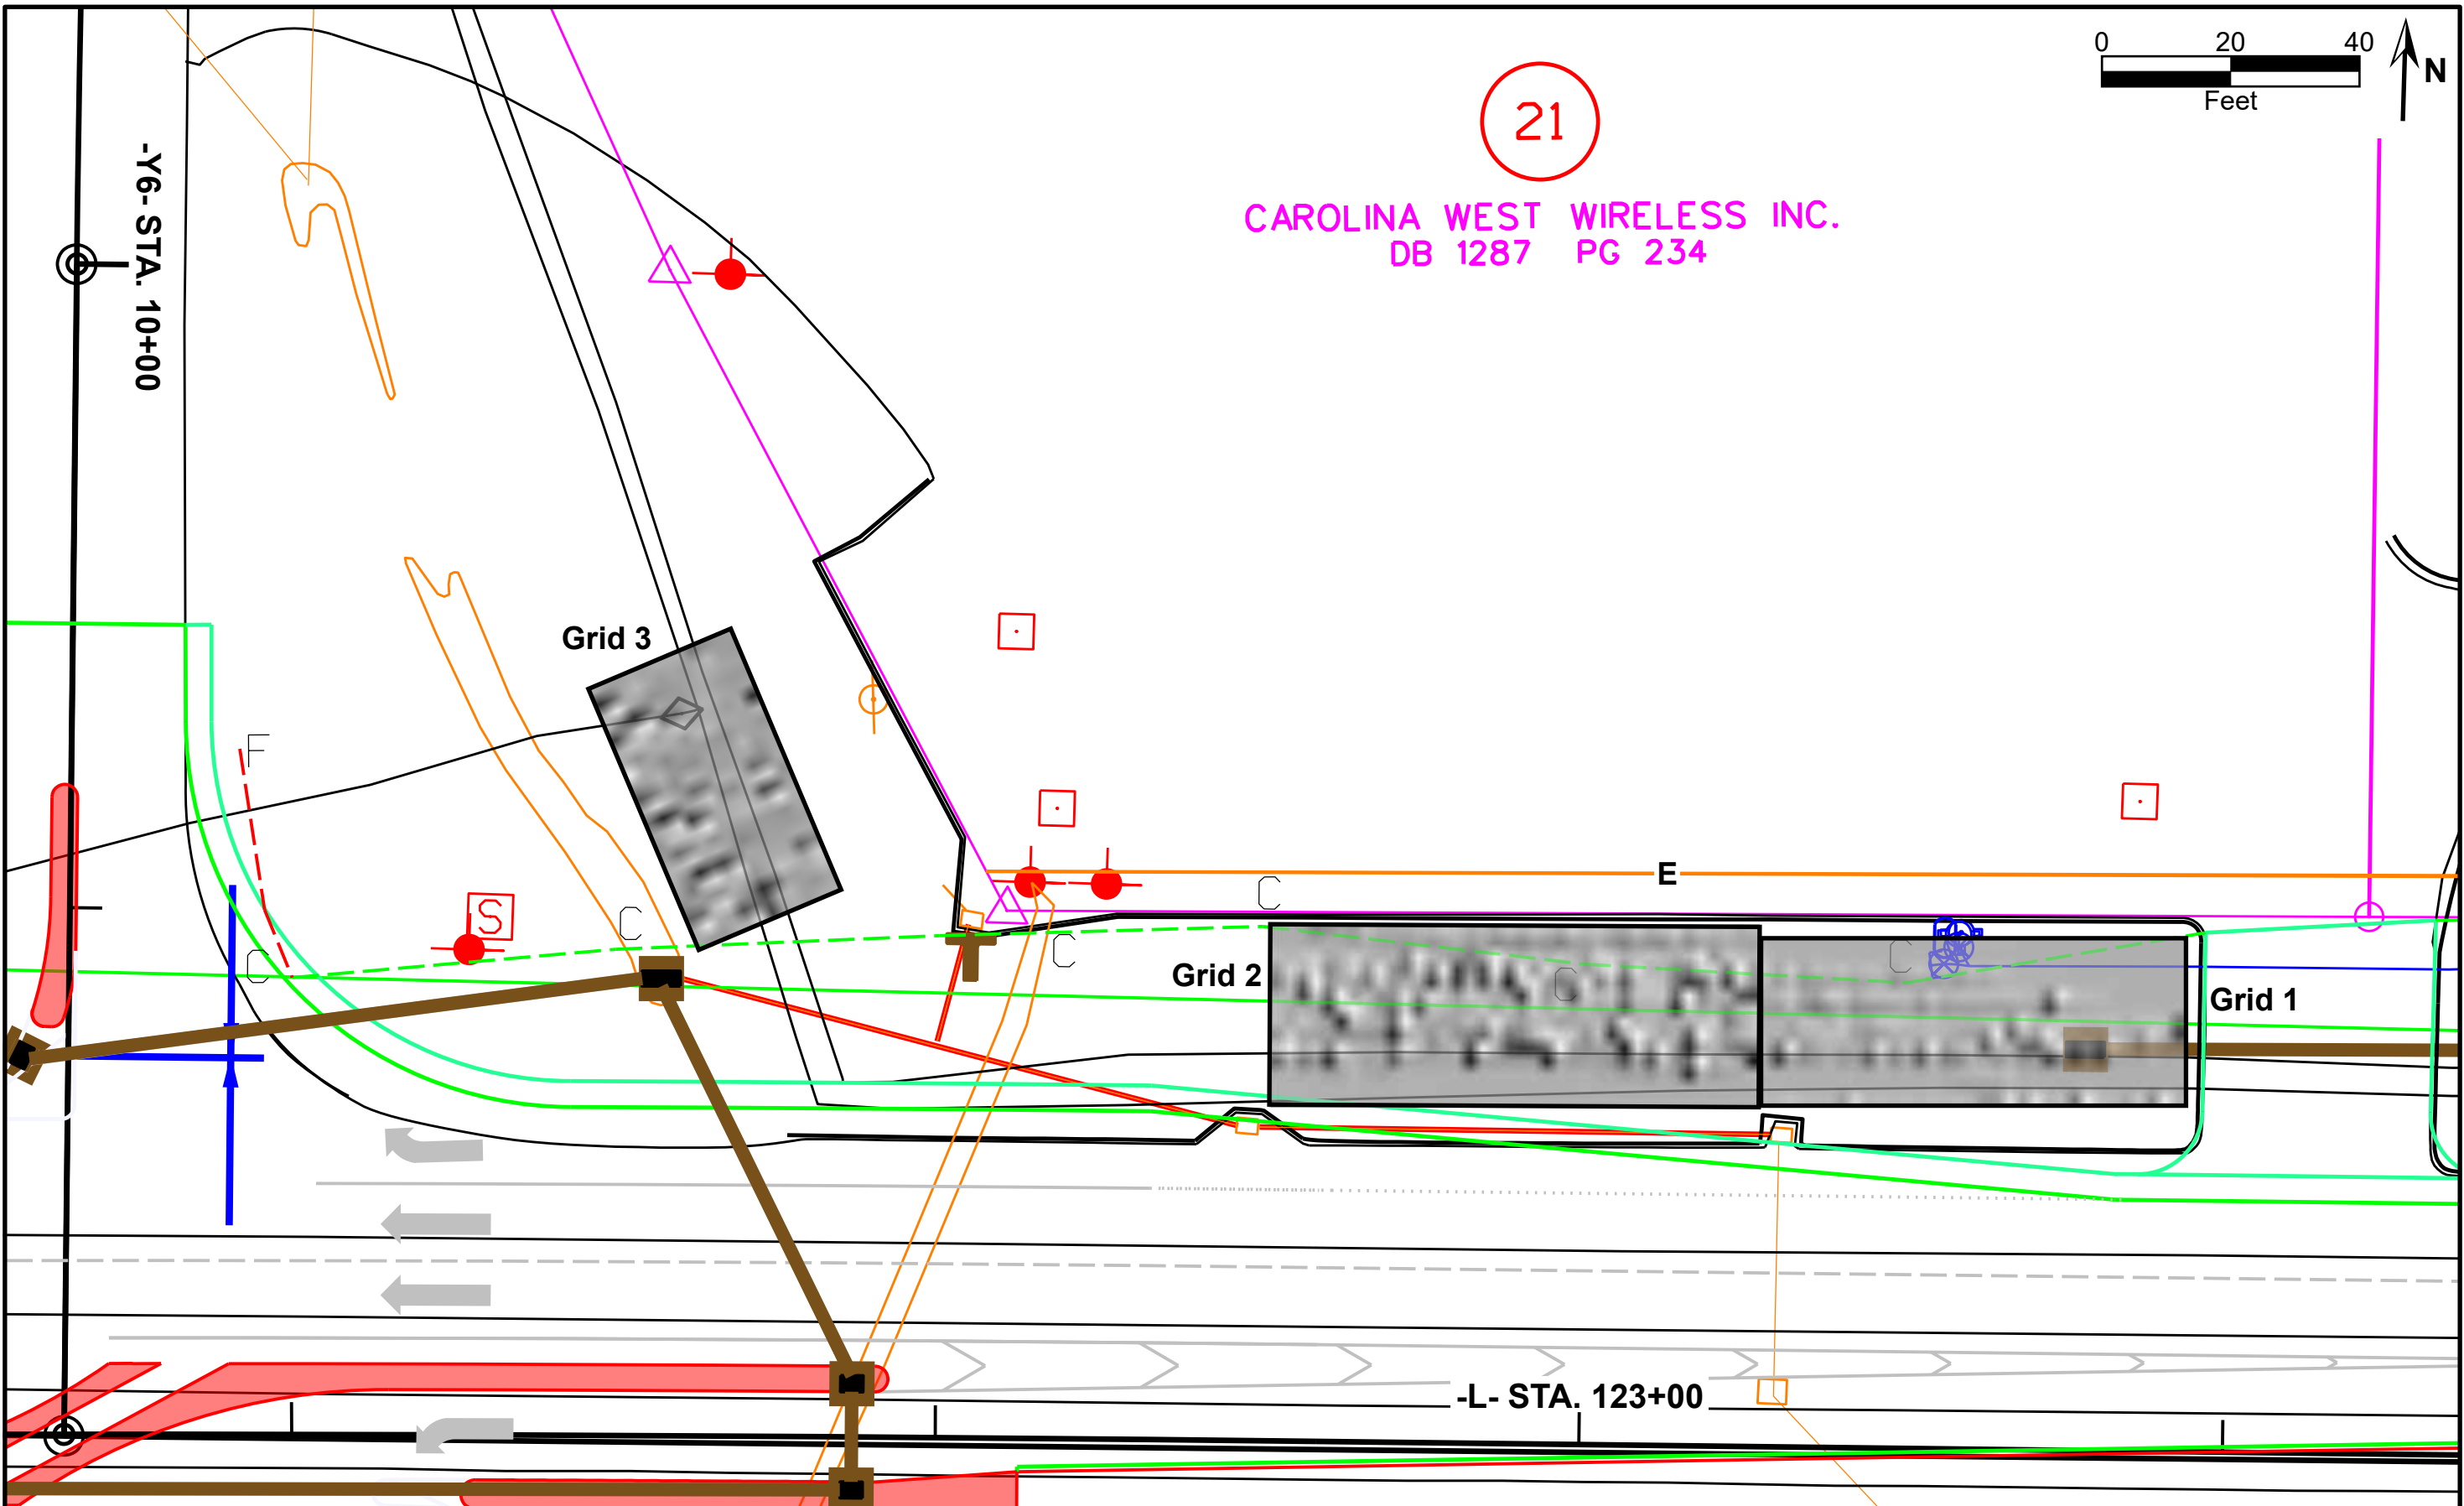 0 20 40
N
Feet
21
CAROLINA WEST WIRELESS INC.
DB 1287 PG 234
-Y6- STA. 10+00
Grid 3
F
E
S
C
C
C
C
C
C
Grid 2
Grid 1
-L- STA. 123+00